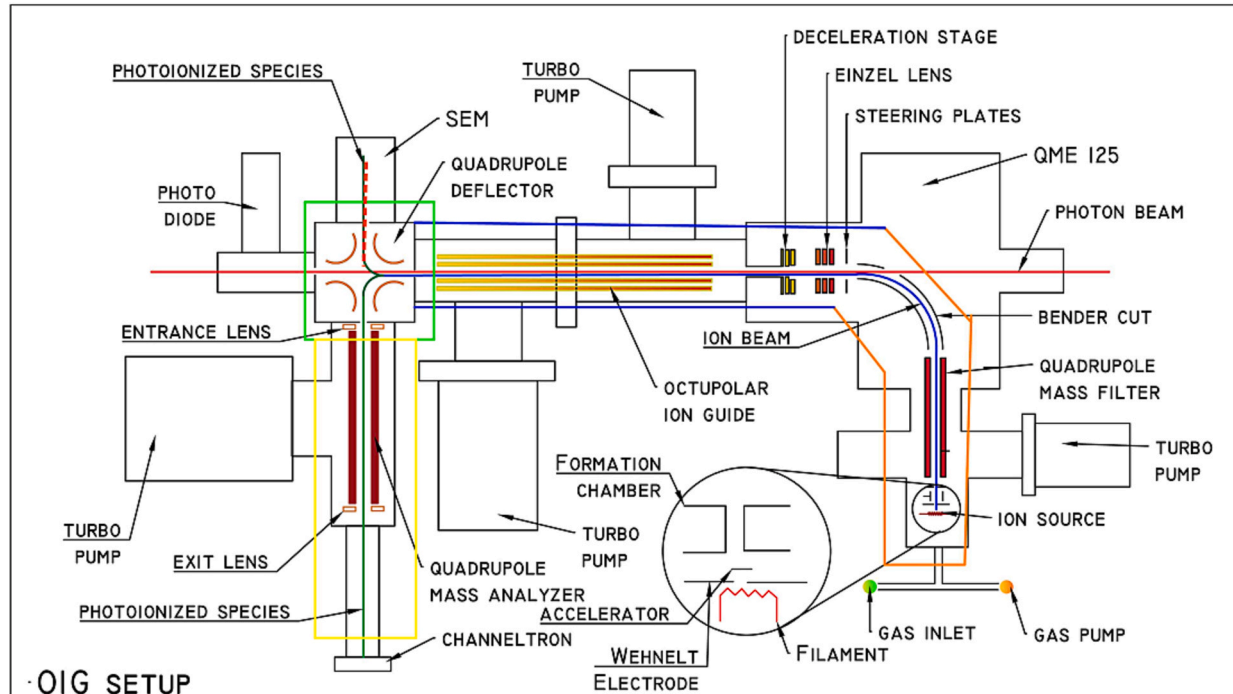 DECELERATION STAGE
PHOTOIONIZED SPECIES
TURBO
PUMP
EINZEL LENS
STEERING PLATES
SEM
QME 125
QUADRUPOLE
DEFLECTOR
PHOTO
DIODE
PHOTON BEAM
ENTRANCE LENS
ION BEAM
BENDER CUT
QUADRUPOLE
MASS FILTER
OCTUPOLAR
ION GUIDE
TURBO
PUMP
FORMATION
CHAMBER
ION SOURCE
TURBO
PUMP
TURBO
PUMP
EXIT LENS
QUADRUPOLE
MASS ANALYZER
ACCELERATOR
PHOTOIONIZED SPECIES
CHANNELTRON
WEHNELT
ELECTRODE
FILAMENT
GAS INLET
GAS PUMP
·OIG SETUP